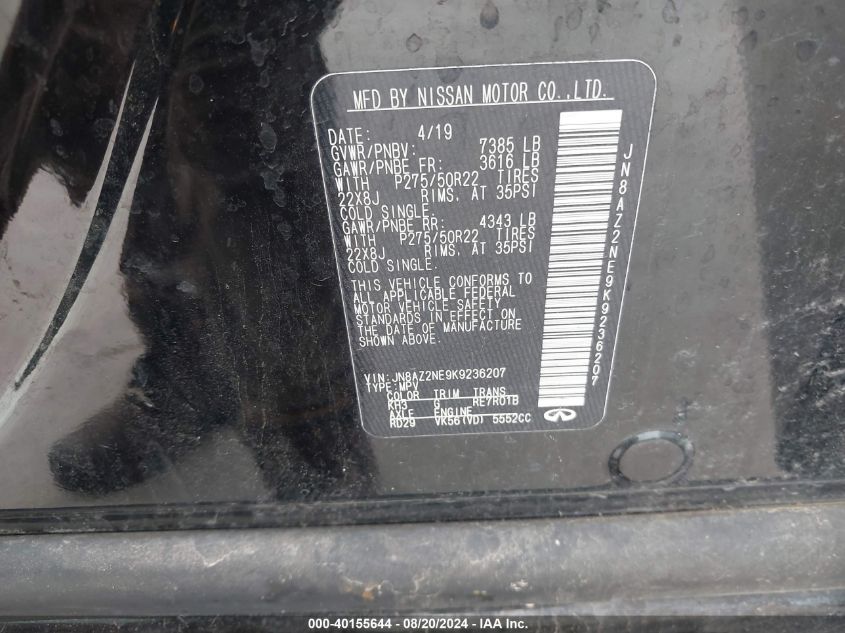 MFD BY NISSAN MOTOR CO.,LTD.
DATE: 4/19
GVWR/PNBV: 7385 LB
GAWR/PNBE FR: 3616 LB
WITH P275/50R22 TIRES
22X8J RIMS, AT 35PSI
COLD SINGLE.
GAWR/PNBE RR: 4343 LB
WITH P275/50R22 TIRES
22X8J RIMS, AT 35PSI
COLD SINGLE.
THIS VEHICLE CONFORMS TO
ALL APPLICABLE FEDERAL
MOTOR VEHICLE SAFETY
STANDARDS IN EFFECT ON
THE DATE OF MANUFACTURE
SHOWN ABOVE.
VIN:JN8AZ2NE9K9236207
TYPE:MPV
COLOR TRIM TRANS
KH3 G RE7R01B
AXLE ENGINE
RD29 VK56(VD) 5552CC
JN8AZ2NE9K9236207
000-40155644 / 08/20/2024 / IAA Inc.